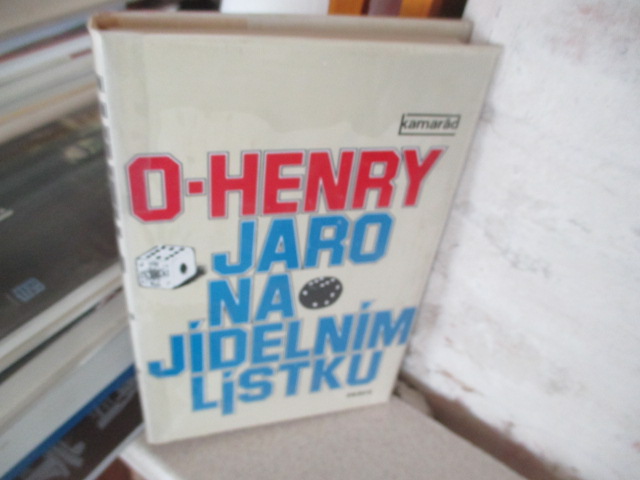 kamarád
O·HENRY
JARO
NA
JÍDELNÍM
LÍSTKU